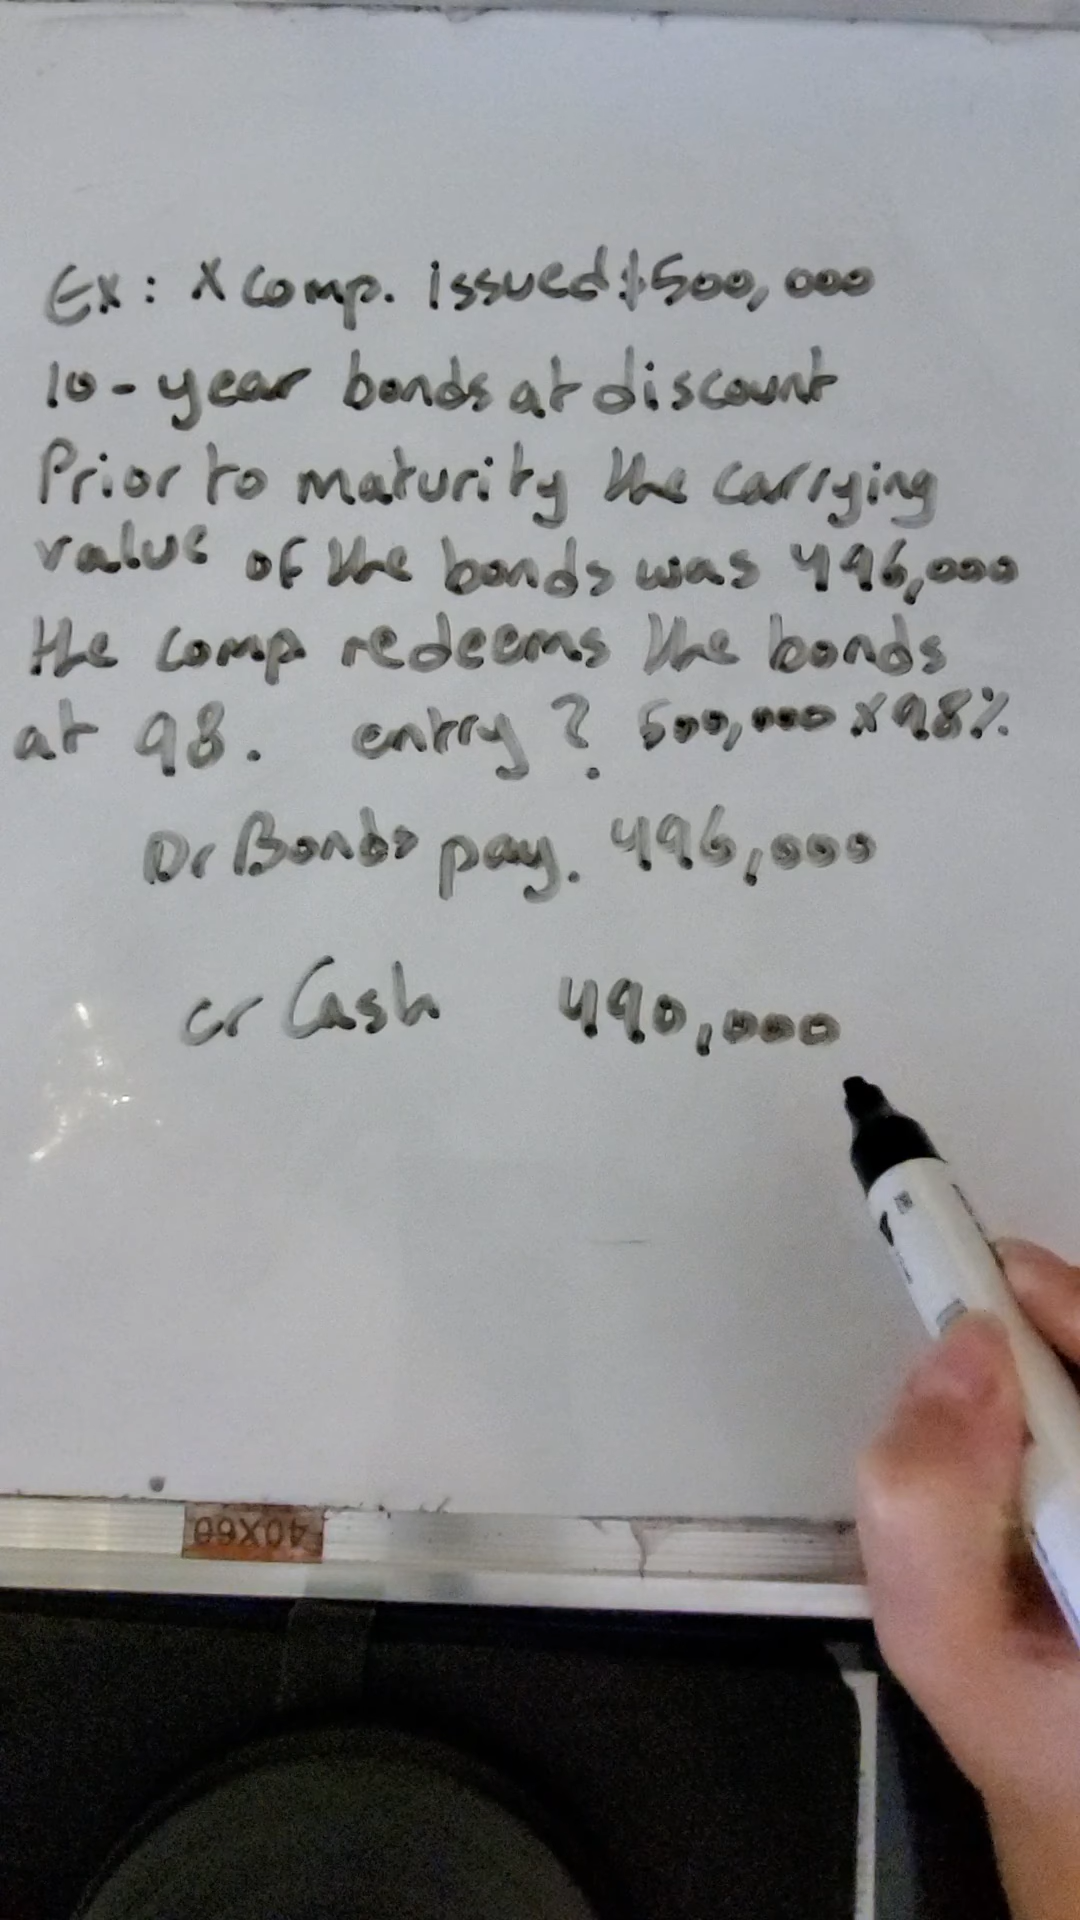 Ex: X comp. issued $500,000
10-year bonds at discount
Prior to maturity the carrying
value of the bonds was 496,000
the comp redeems the bonds
at 98. entry? 500,000 x 98%
Dr Bonds pay. 496,000
cr Cash 490,000
40X60